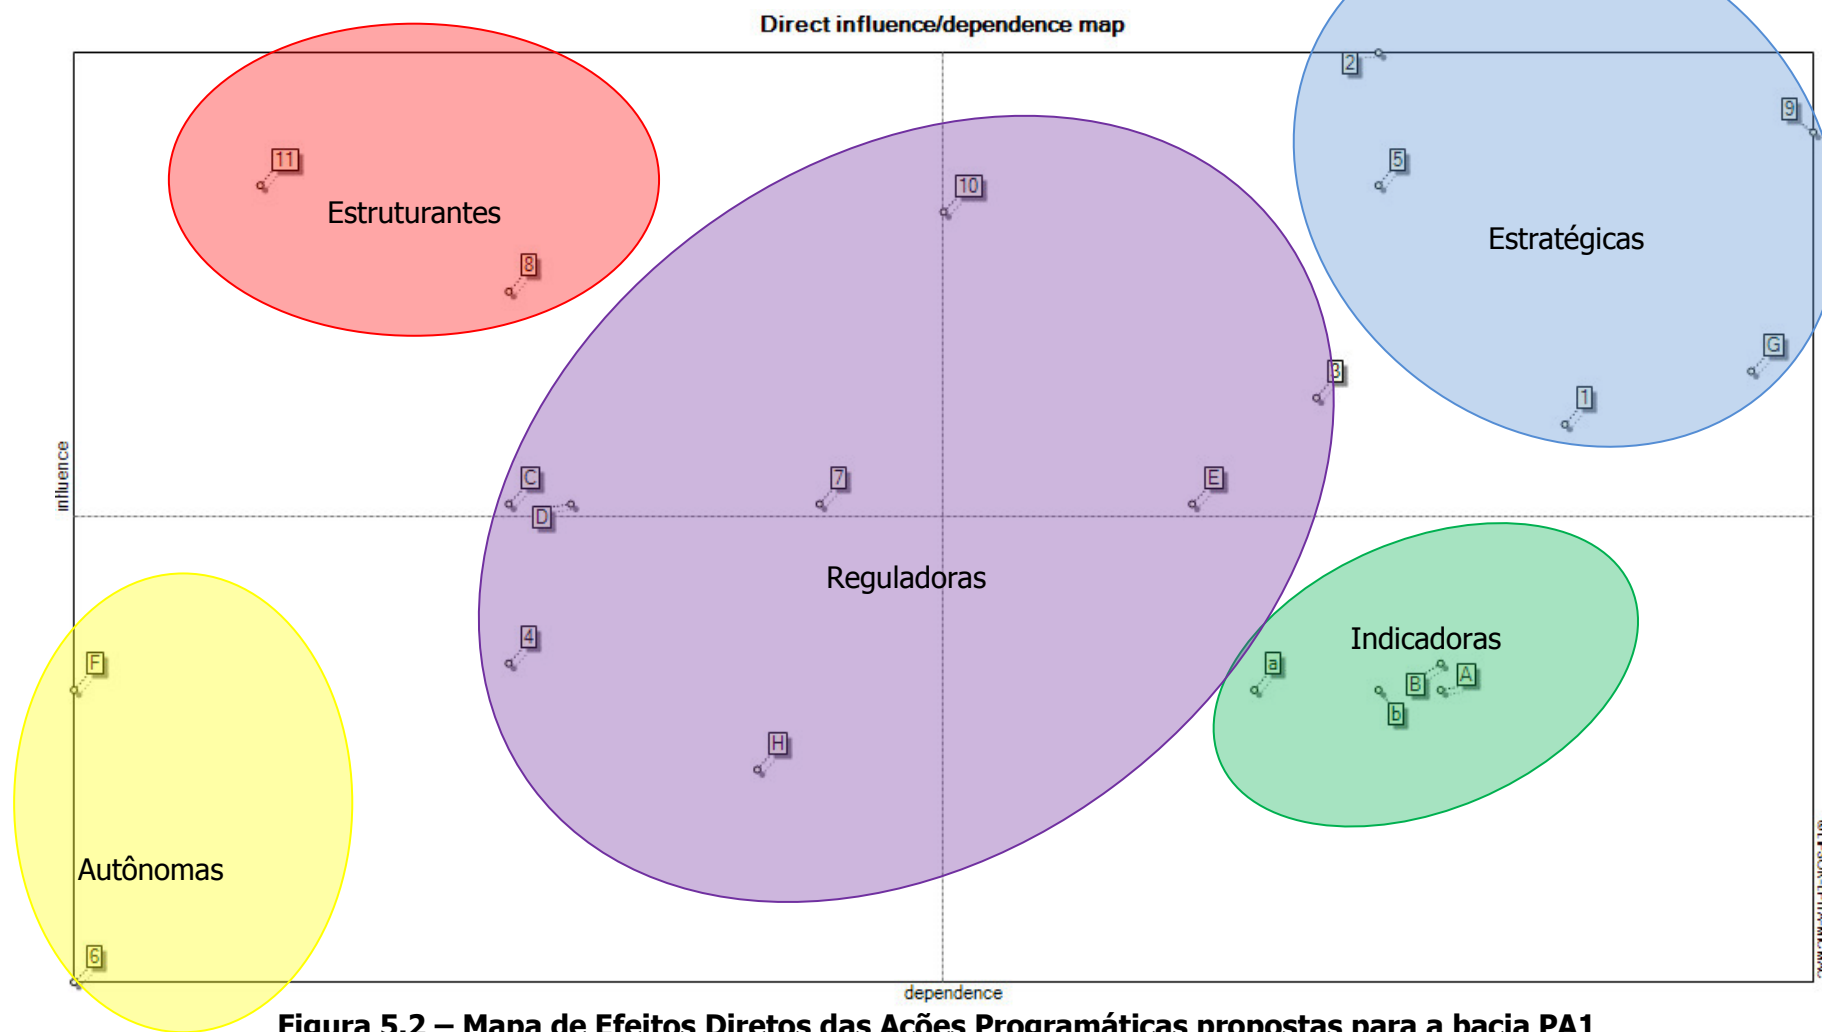 Direct influence/dependence map
2
9
11
5
10
Estruturantes
Estratégicas
8
G
3
1
influence
C
7
E
D
Reguladoras
4
Indicadoras
F
a
B
A
b
H
Autônomas
6
dependence
Figura 5.2 – Mapa de Efeitos Diretos das Ações Programáticas propostas para a bacia PA1